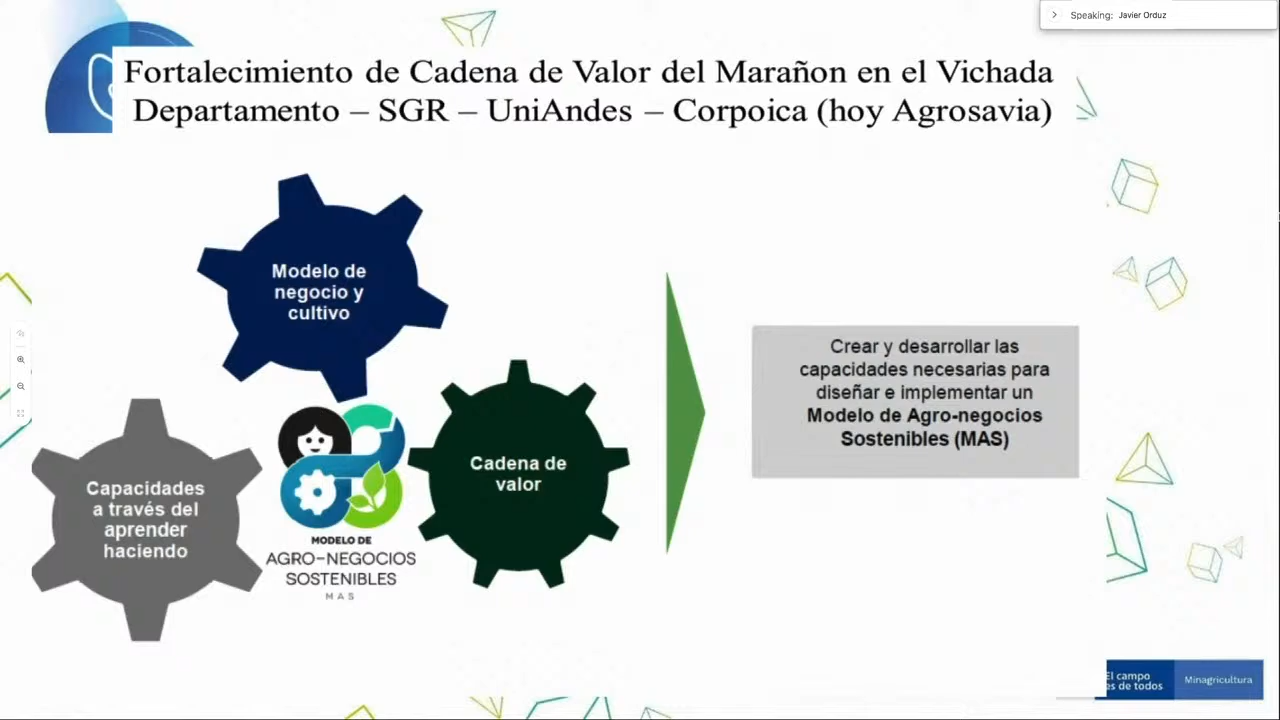 Speaking: Javier Orduz
Fortalecimiento de Cadena de Valor del Marañon en el Vichada
Departamento – SGR – UniAndes – Corpoica (hoy Agrosavia)
Modelo de
negocio y
cultivo
Capacidades
a través del
aprender
haciendo
MODELO DE
AGRO-NEGOCIOS
SOSTENIBLES
MAS
Cadena de
valor
Crear y desarrollar las
capacidades necesarias para
diseñar e implementar un
Modelo de Agro-negocios
Sostenibles (MAS)
El campo
es de todos
Minagricultura